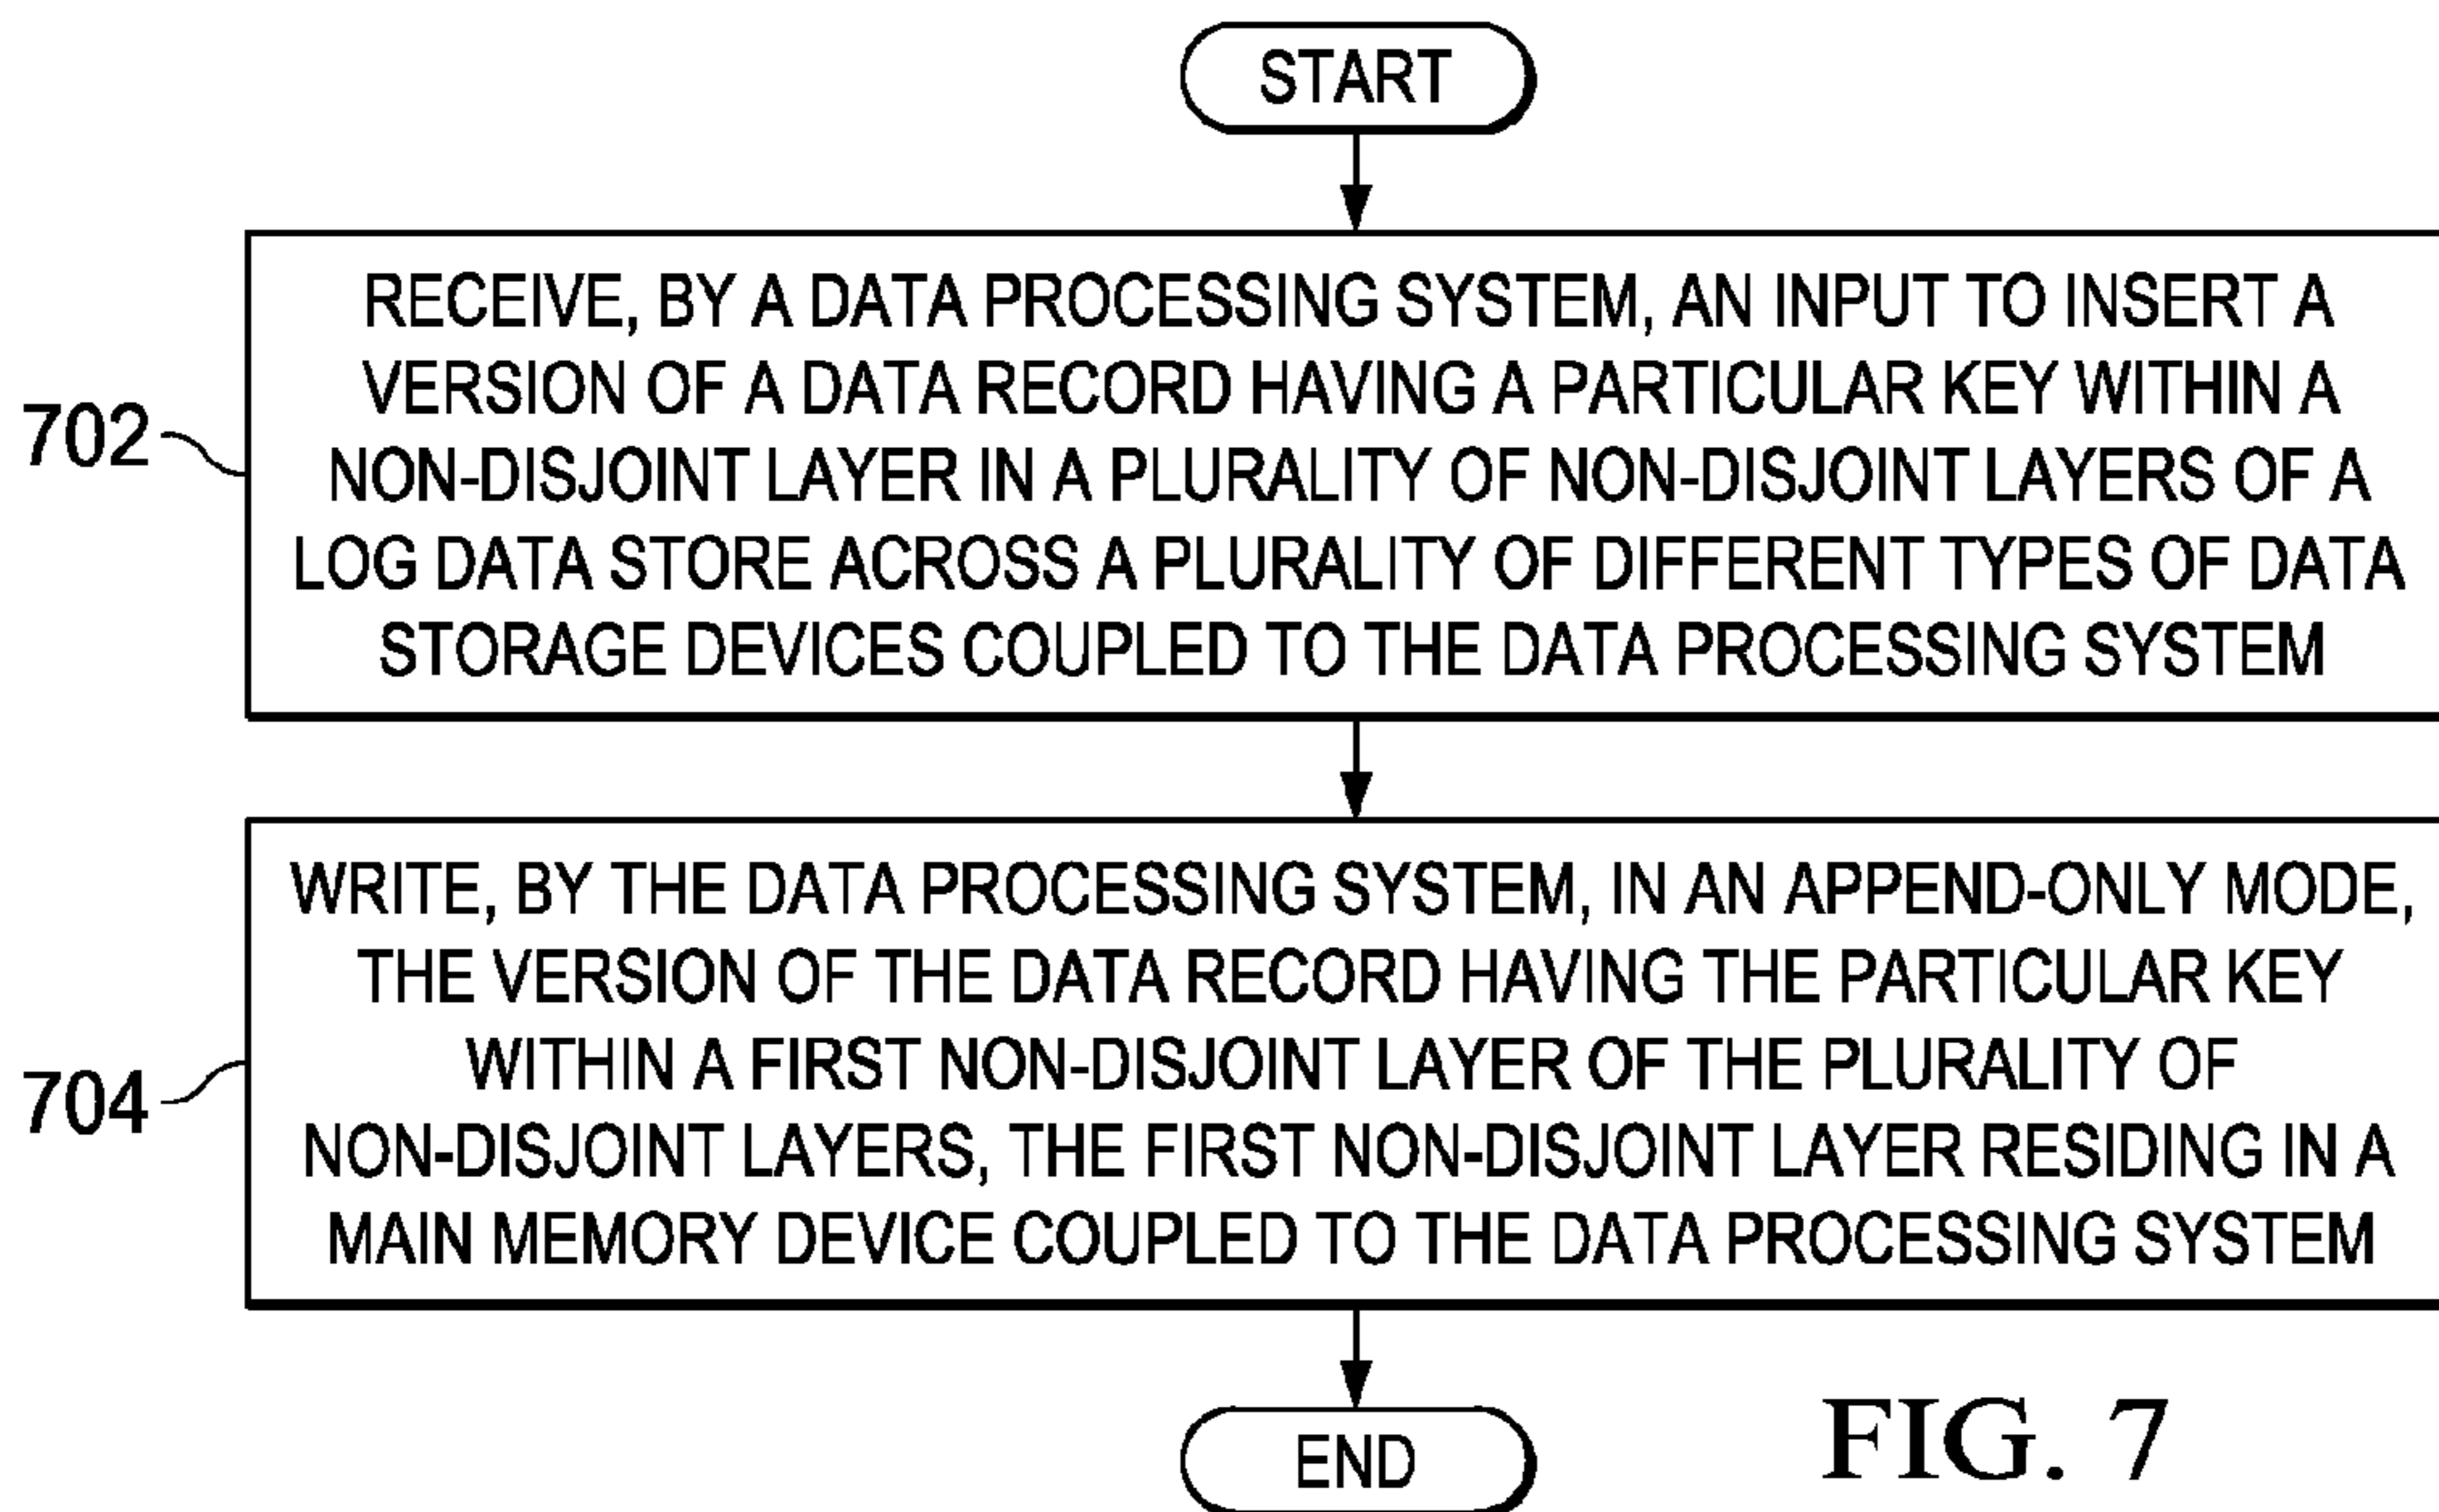 START
RECEIVE, BY A DATA PROCESSING SYSTEM, AN INPUT TO INSERT A
VERSION OF A DATA RECORD HAVING A PARTICULAR KEY WITHIN A
NON-DISJOINT LAYER IN A PLURALITY OF NON-DISJOINT LAYERS OF A
LOG DATA STORE ACROSS A PLURALITY OF DIFFERENT TYPES OF DATA
STORAGE DEVICES COUPLED TO THE DATA PROCESSING SYSTEM
702
WRITE, BY THE DATA PROCESSING SYSTEM, IN AN APPEND-ONLY MODE,
THE VERSION OF THE DATA RECORD HAVING THE PARTICULAR KEY
WITHIN A FIRST NON-DISJOINT LAYER OF THE PLURALITY OF
NON-DISJOINT LAYERS, THE FIRST NON-DISJOINT LAYER RESIDING IN A
MAIN MEMORY DEVICE COUPLED TO THE DATA PROCESSING SYSTEM
704
END
FIG. 7